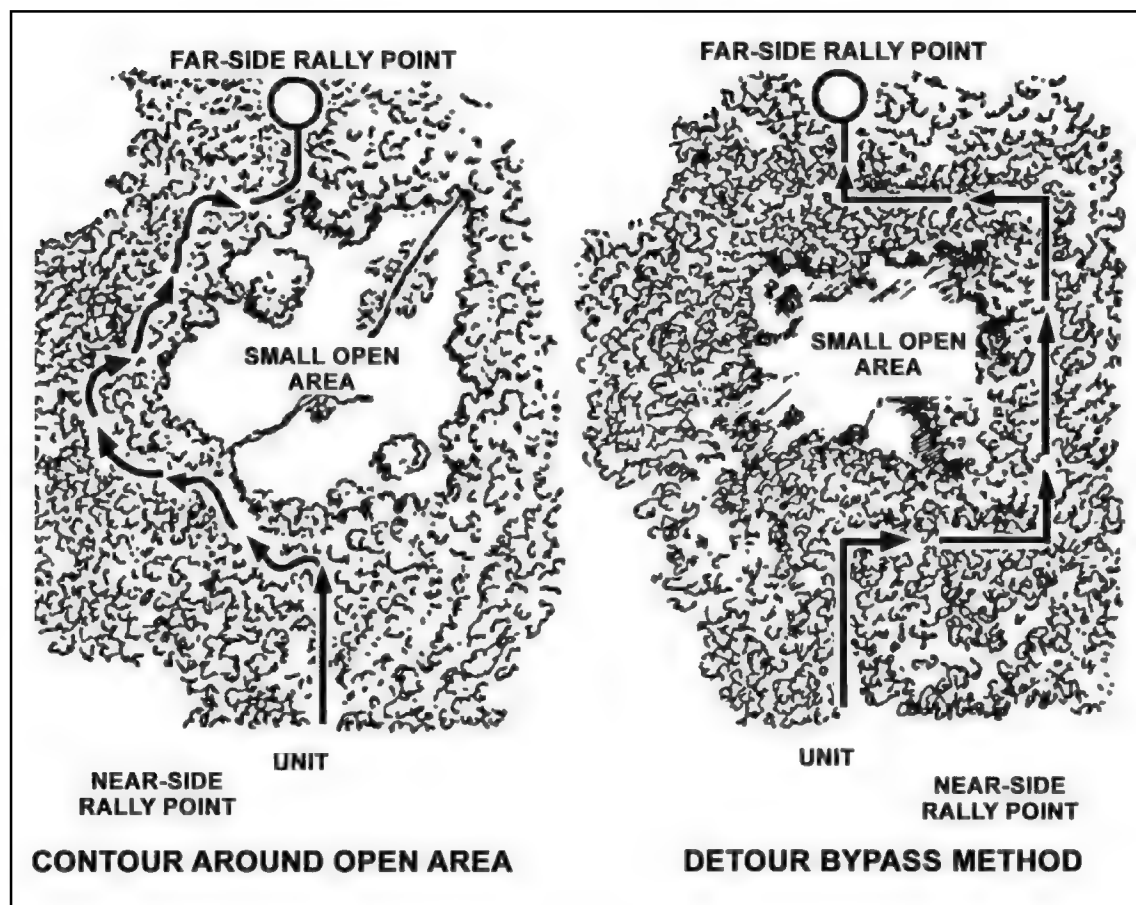 FAR-SIDE RALLY POINT
SMALL OPEN
AREA
UNIT
NEAR-SIDE
RALLY POINT
CONTOUR AROUND OPEN AREA
FAR-SIDE RALLY POINT
SMALL OPEN
AREA
UNIT
NEAR-SIDE
RALLY POINT
DETOUR BYPASS METHOD